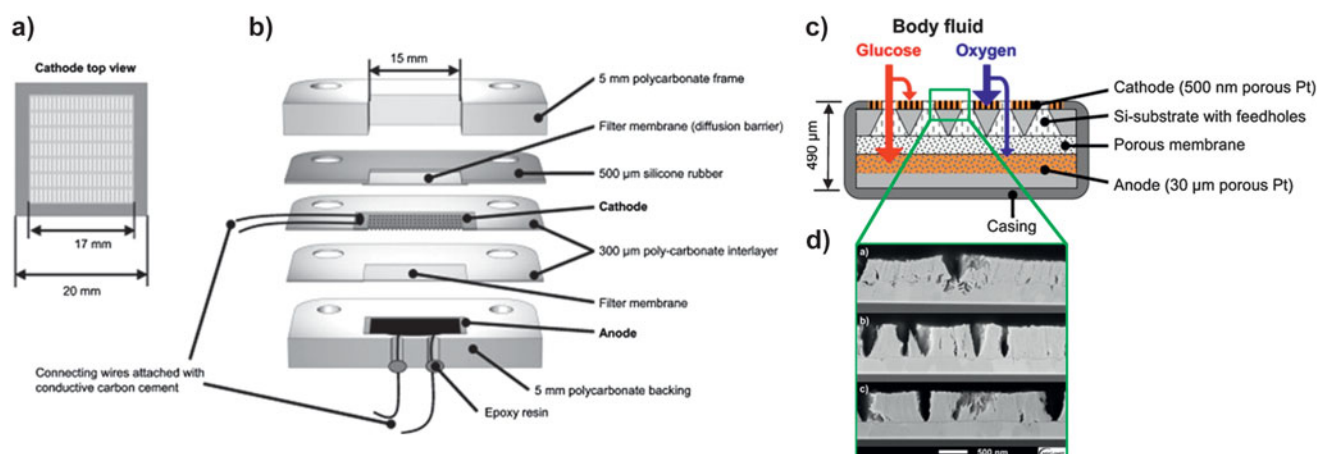 a)
Cathode top view
17 mm
20 mm
b)
15 mm
5 mm polycarbonate frame
Filter membrane (diffusion barrier)
500 µm silicone rubber
Cathode
300 µm poly-carbonate interlayer
Filter membrane
Anode
5 mm polycarbonate backing
Epoxy resin
Connecting wires attached with
conductive carbon cement
c)
Body fluid
Glucose
Oxygen
Cathode (500 nm porous Pt)
Si-substrate with feedholes
Porous membrane
Anode (30 µm porous Pt)
Casing
490 µm
d)
a)
b)
c)
500 nm